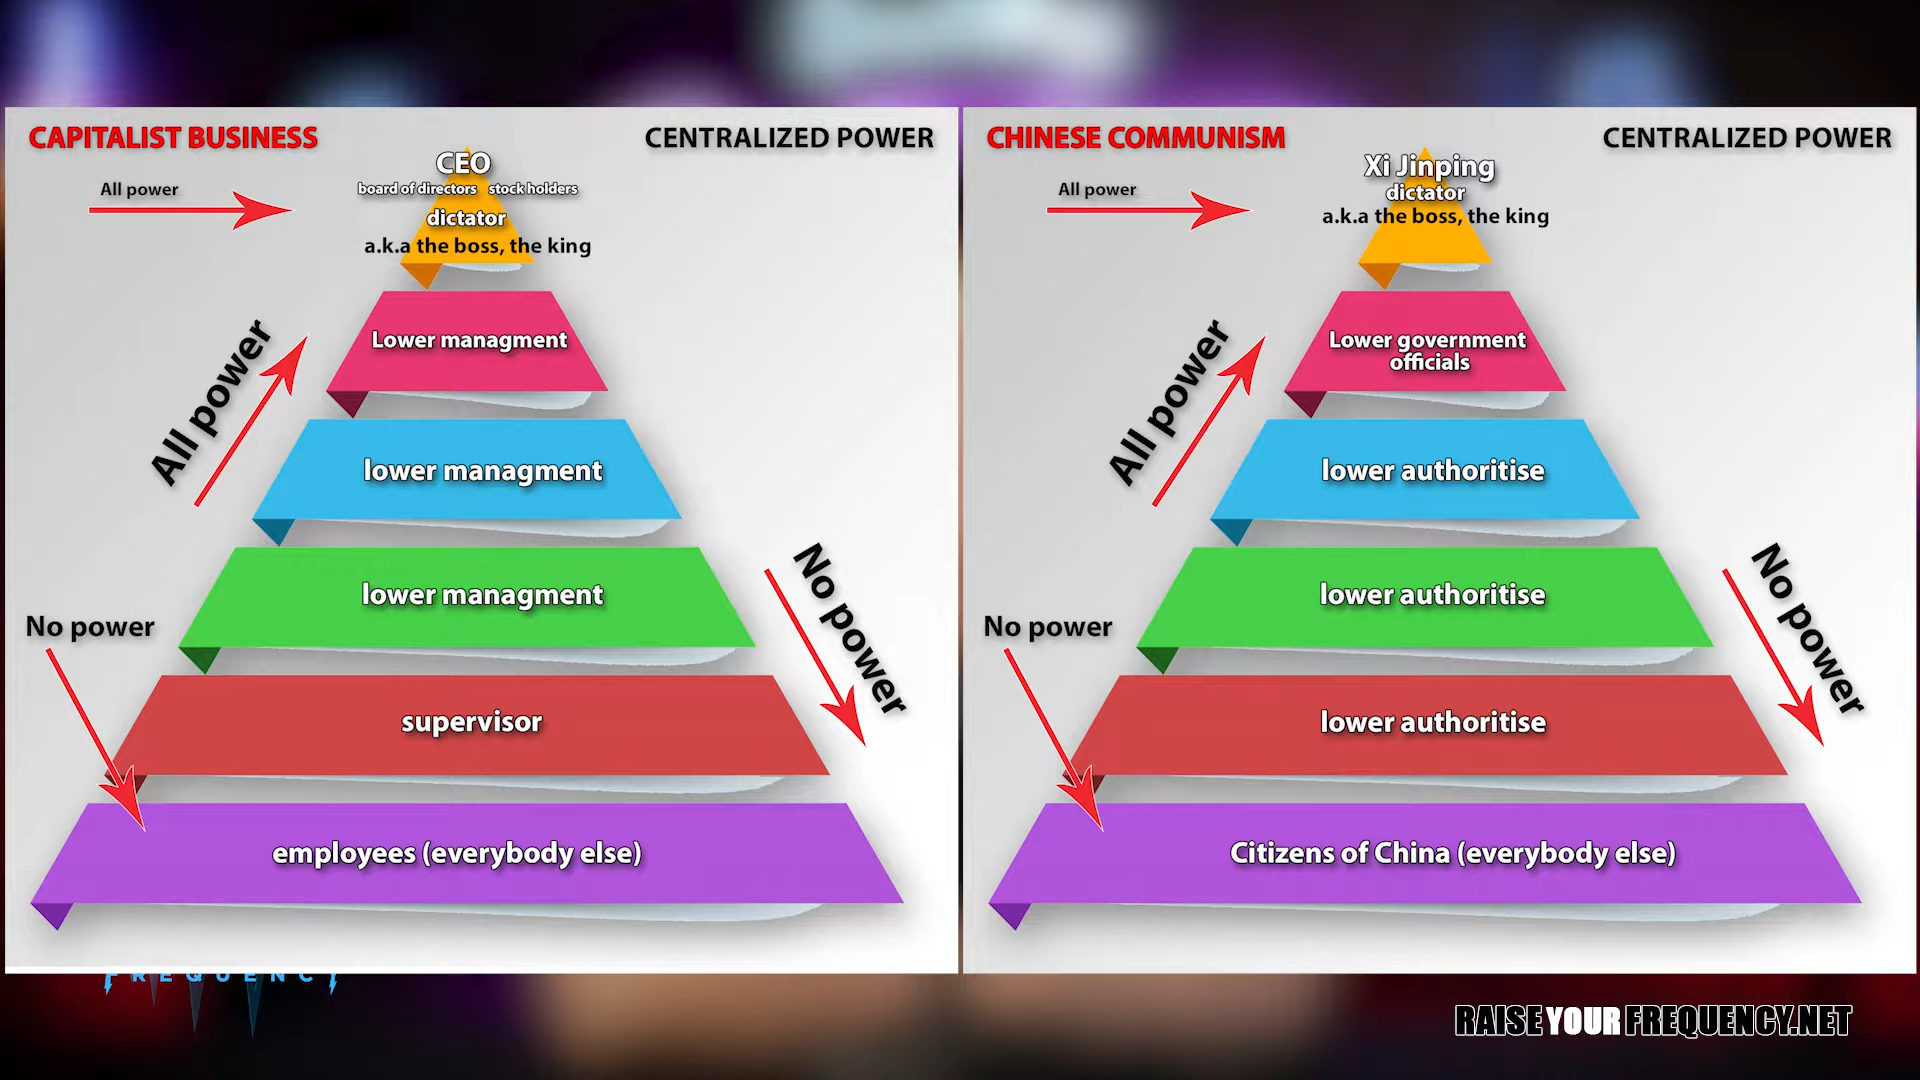 CAPITALIST BUSINESS
CENTRALIZED POWER
All power
CEO
board of directors stock holders
dictator
a.k.a the boss, the king
Lower managment
All power
lower managment
lower managment
No power
No power
supervisor
employees (everybody else)
CHINESE COMMUNISM
CENTRALIZED POWER
All power
Xi Jinping
dictator
a.k.a the boss, the king
Lower government
officials
All power
lower authoritise
lower authoritise
No power
No power
lower authoritise
Citizens of China (everybody else)
FREQUENCY
RAISEYOURFREQUENCY.NET